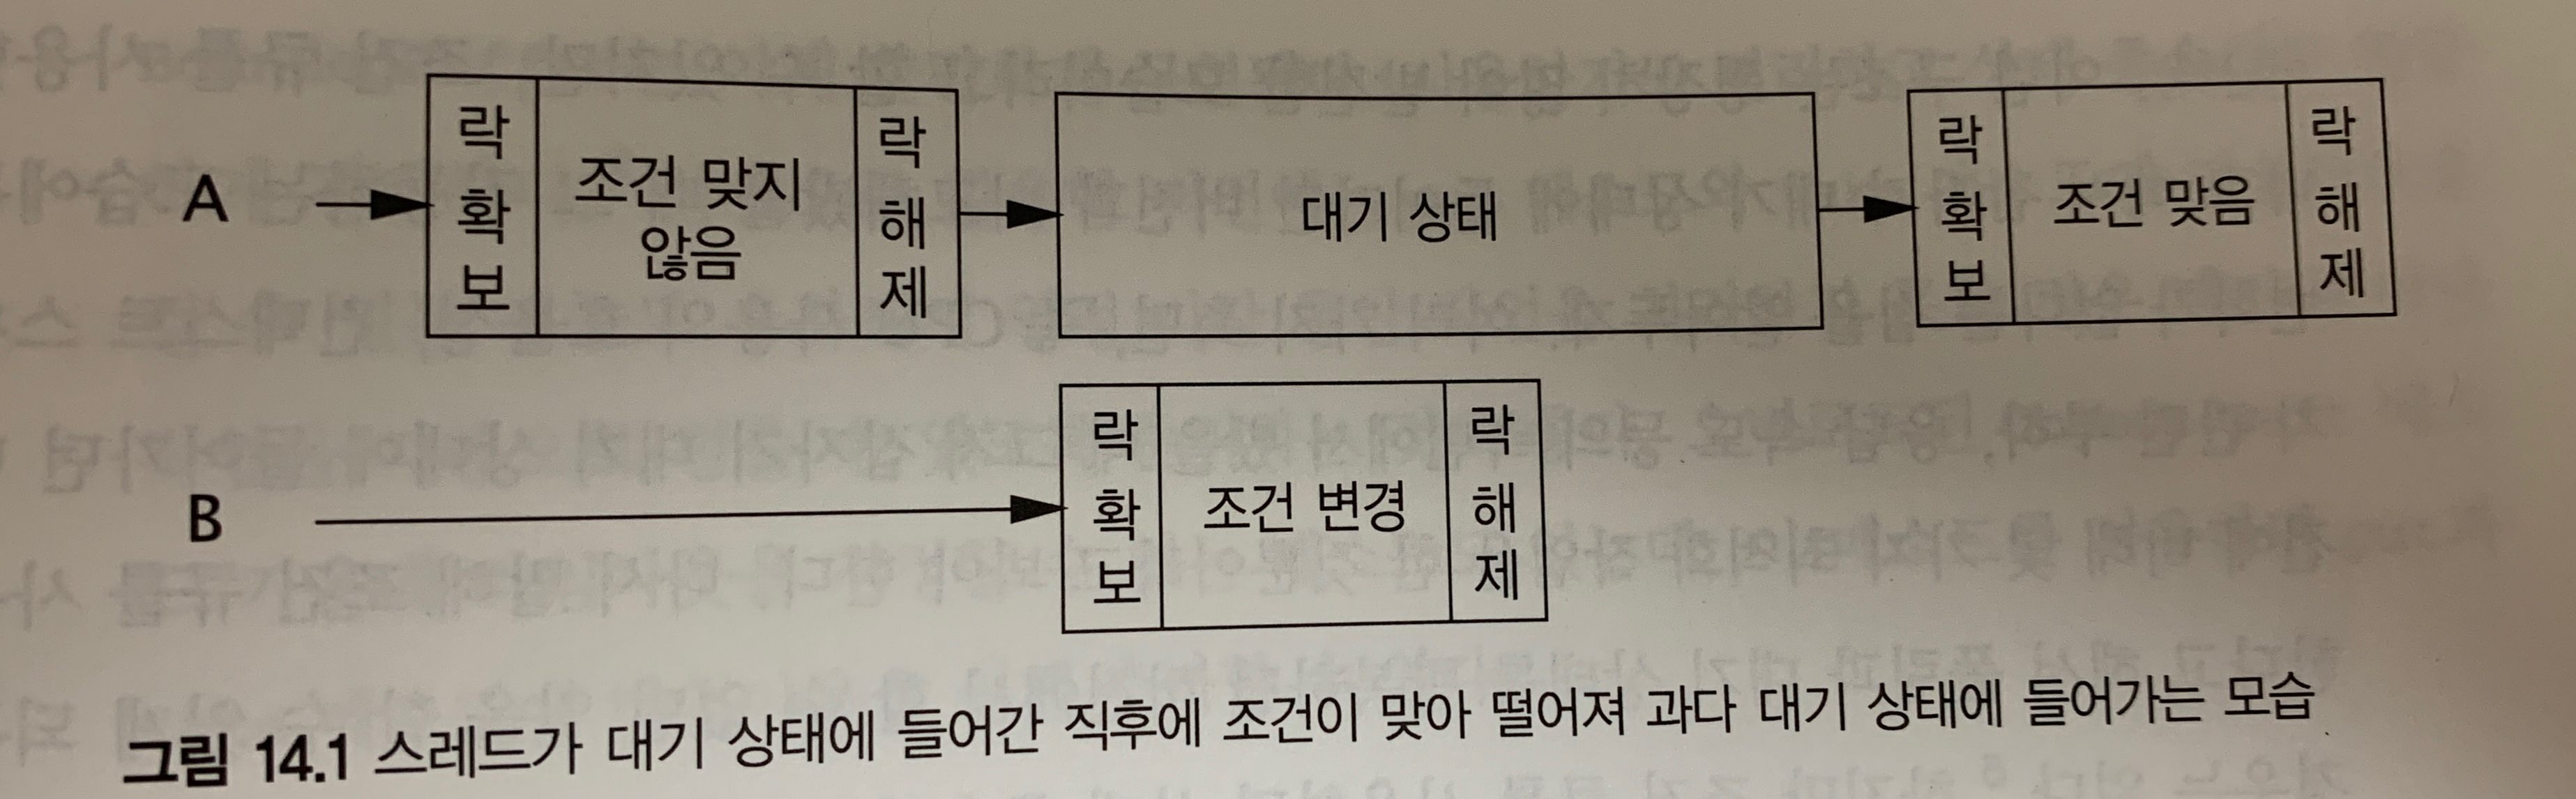 A
락
확
보
조건 맞지
않음
락
해
제
대기 상태
락
확
보
조건 맞음
락
해
제
B
락
확
보
조건 변경
락
해
제
그림 14.1 스레드가 대기 상태에 들어간 직후에 조건이 맞아 떨어져 과다 대기 상태에 들어가는 모습